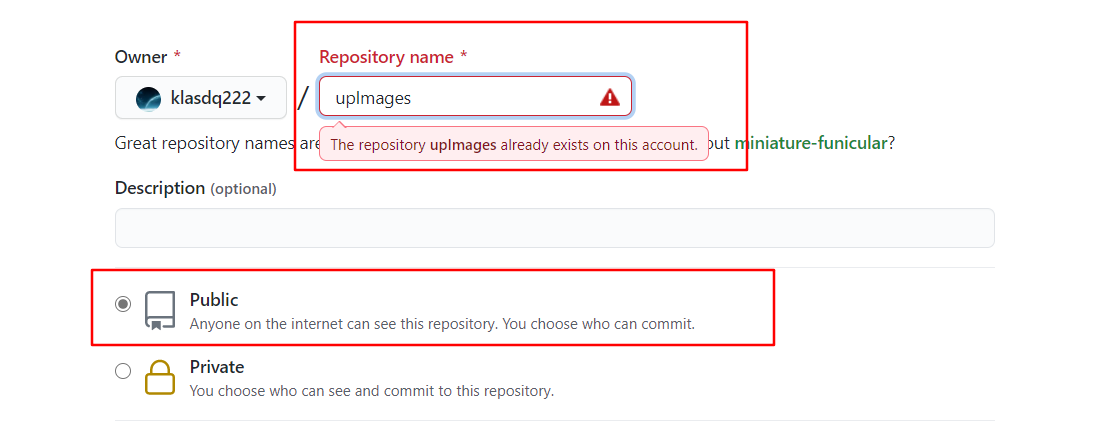 Owner * Repository name *
klasdq222 / upImages
Great repository names are out miniature-funicular?
The repository upImages already exists on this account.
Description (optional)
Public
Anyone on the internet can see this repository. You choose who can commit.
Private
You choose who can see and commit to this repository.